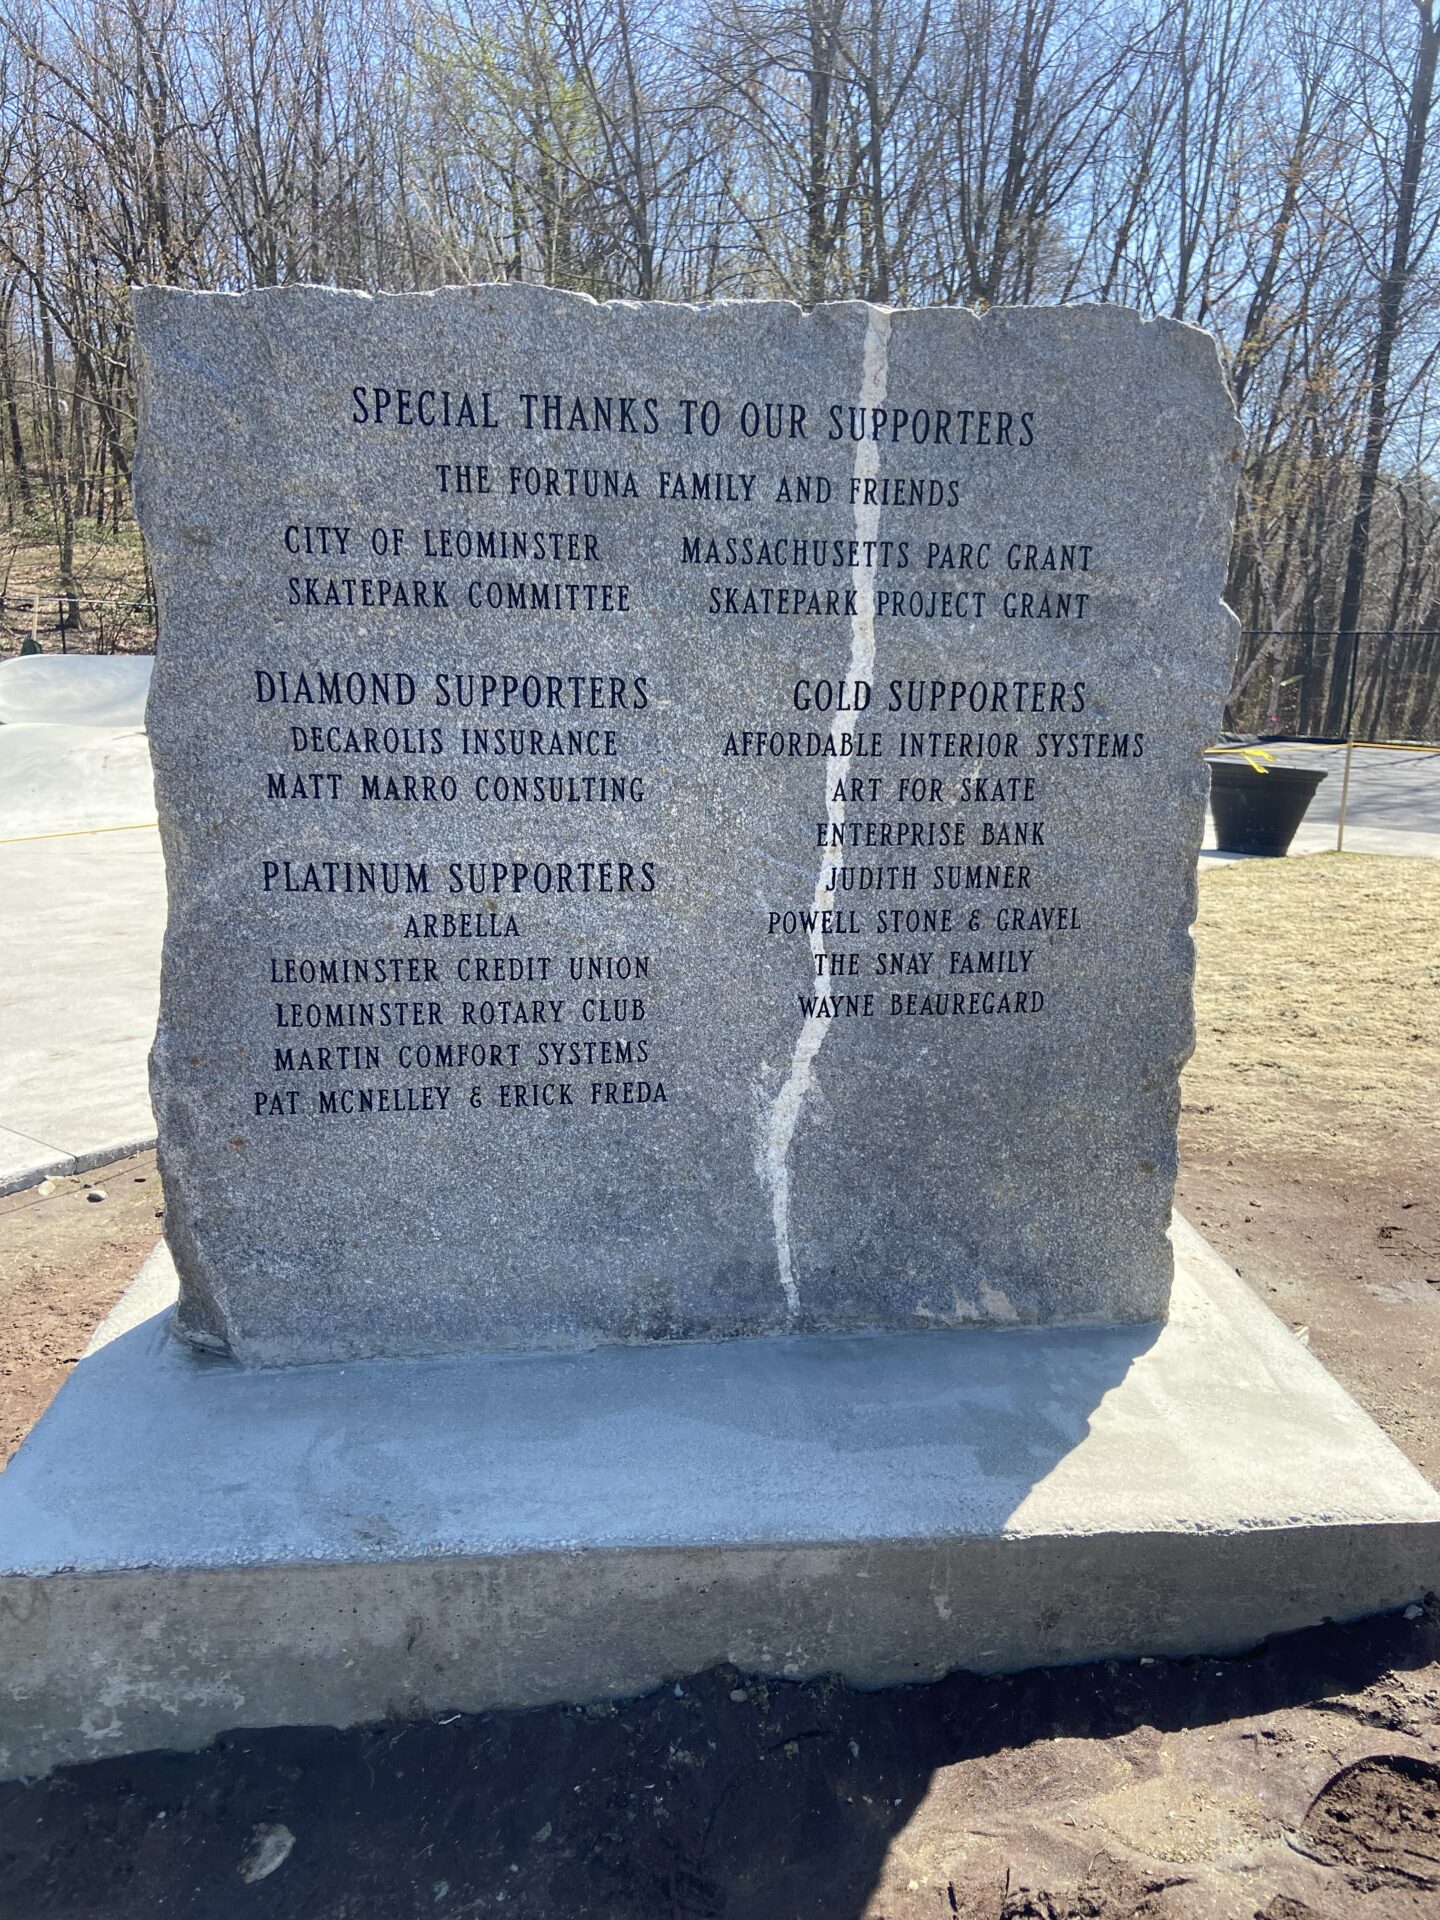 SPECIAL THANKS TO OUR SUPPORTERS
THE FORTUNA FAMILY AND FRIENDS
CITY OF LEOMINSTER
SKATEPARK COMMITTEE
MASSACHUSETTS PARC GRANT
SKATEPARK PROJECT GRANT
DIAMOND SUPPORTERS
DECAROLIS INSURANCE
MATT MARRO CONSULTING
PLATINUM SUPPORTERS
ARBELLA
LEOMINSTER CREDIT UNION
LEOMINSTER ROTARY CLUB
MARTIN COMFORT SYSTEMS
PAT MCNELLEY & ERICK FREDA
GOLD SUPPORTERS
AFFORDABLE INTERIOR SYSTEMS
ART FOR SKATE
ENTERPRISE BANK
JUDITH SUMNER
POWELL STONE & GRAVEL
THE SNAY FAMILY
WAYNE BEAUREGARD